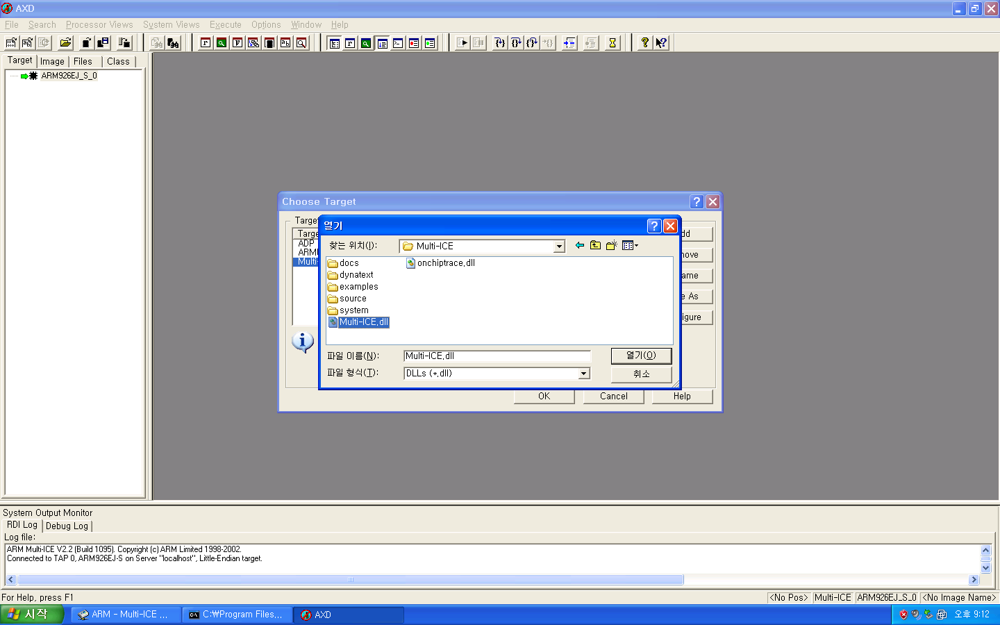 AXD
File Search Processor Views System Views Execute Options Window Help
Target Image Files Class
ARM926EJ_S_0
Choose Target
Targe
Targe
ADP
ARM
Multi-
dd
nove
ame
e As
igure
OK Cancel Help
열기
찾는 위치(I): Multi-ICE
docs
dynatext
examples
source
system
Multi-ICE.dll
onchiptrace.dll
파일 이름(N): Multi-ICE.dll 열기(O)
파일 형식(T): DLLs (*.dll) 취소
System Output Monitor
RDI Log Debug Log
Log file:
ARM Multi-ICE V2.2 (Build 1095). Copyright (c) ARM Limited 1998-2002.
Connected to TAP 0, ARM926EJ-S on Server "localhost", Little-Endian target.
For Help, press F1 <No Pos> Multi-ICE ARM926EJ_S_0 <No Image Name>
시작 ARM - Multi-ICE ... C:₩Program Files... AXD 오후 9:12